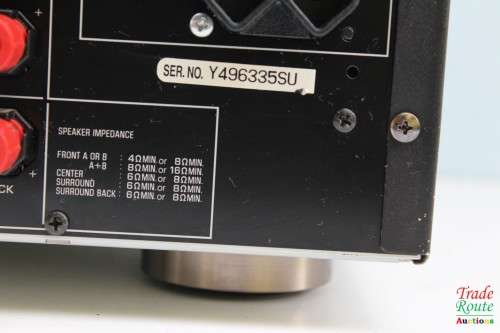 SER. NO. Y496335SU
SPEAKER IMPEDANCE
FRONT A OR B : 4ΩMIN. or 8ΩMIN.
A+B : 8ΩMIN. or 16ΩMIN.
CENTER : 6ΩMIN. or 8ΩMIN.
SURROUND : 6ΩMIN. or 8ΩMIN.
SURROUND BACK : 6ΩMIN. or 8ΩMIN.
+
+
CK
Trade
Route
Auctions